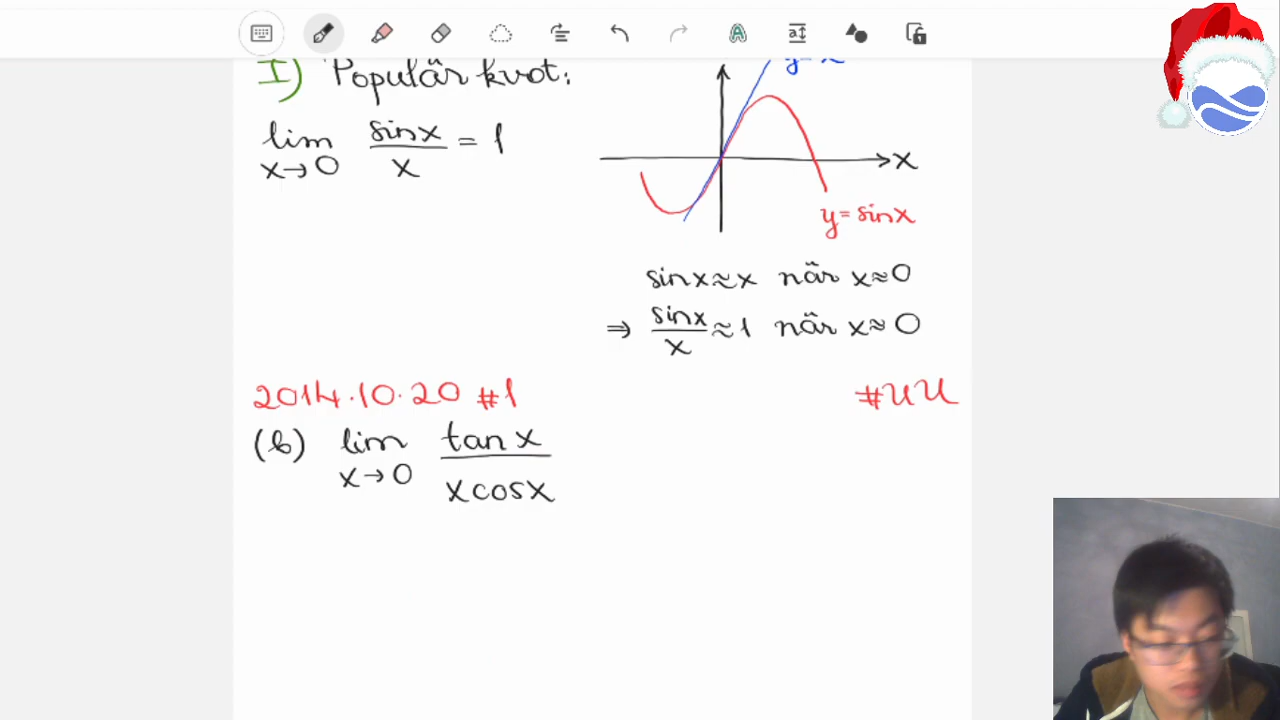 I) Populär kvot:
lim x→0 sinx/x = 1
x
y = sinx
sinx ≈ x när x ≈ 0
⇒ sinx/x ≈ 1 när x ≈ 0
2014.10.20 #1 #UU
(b) lim x→0 tanx/xcosx